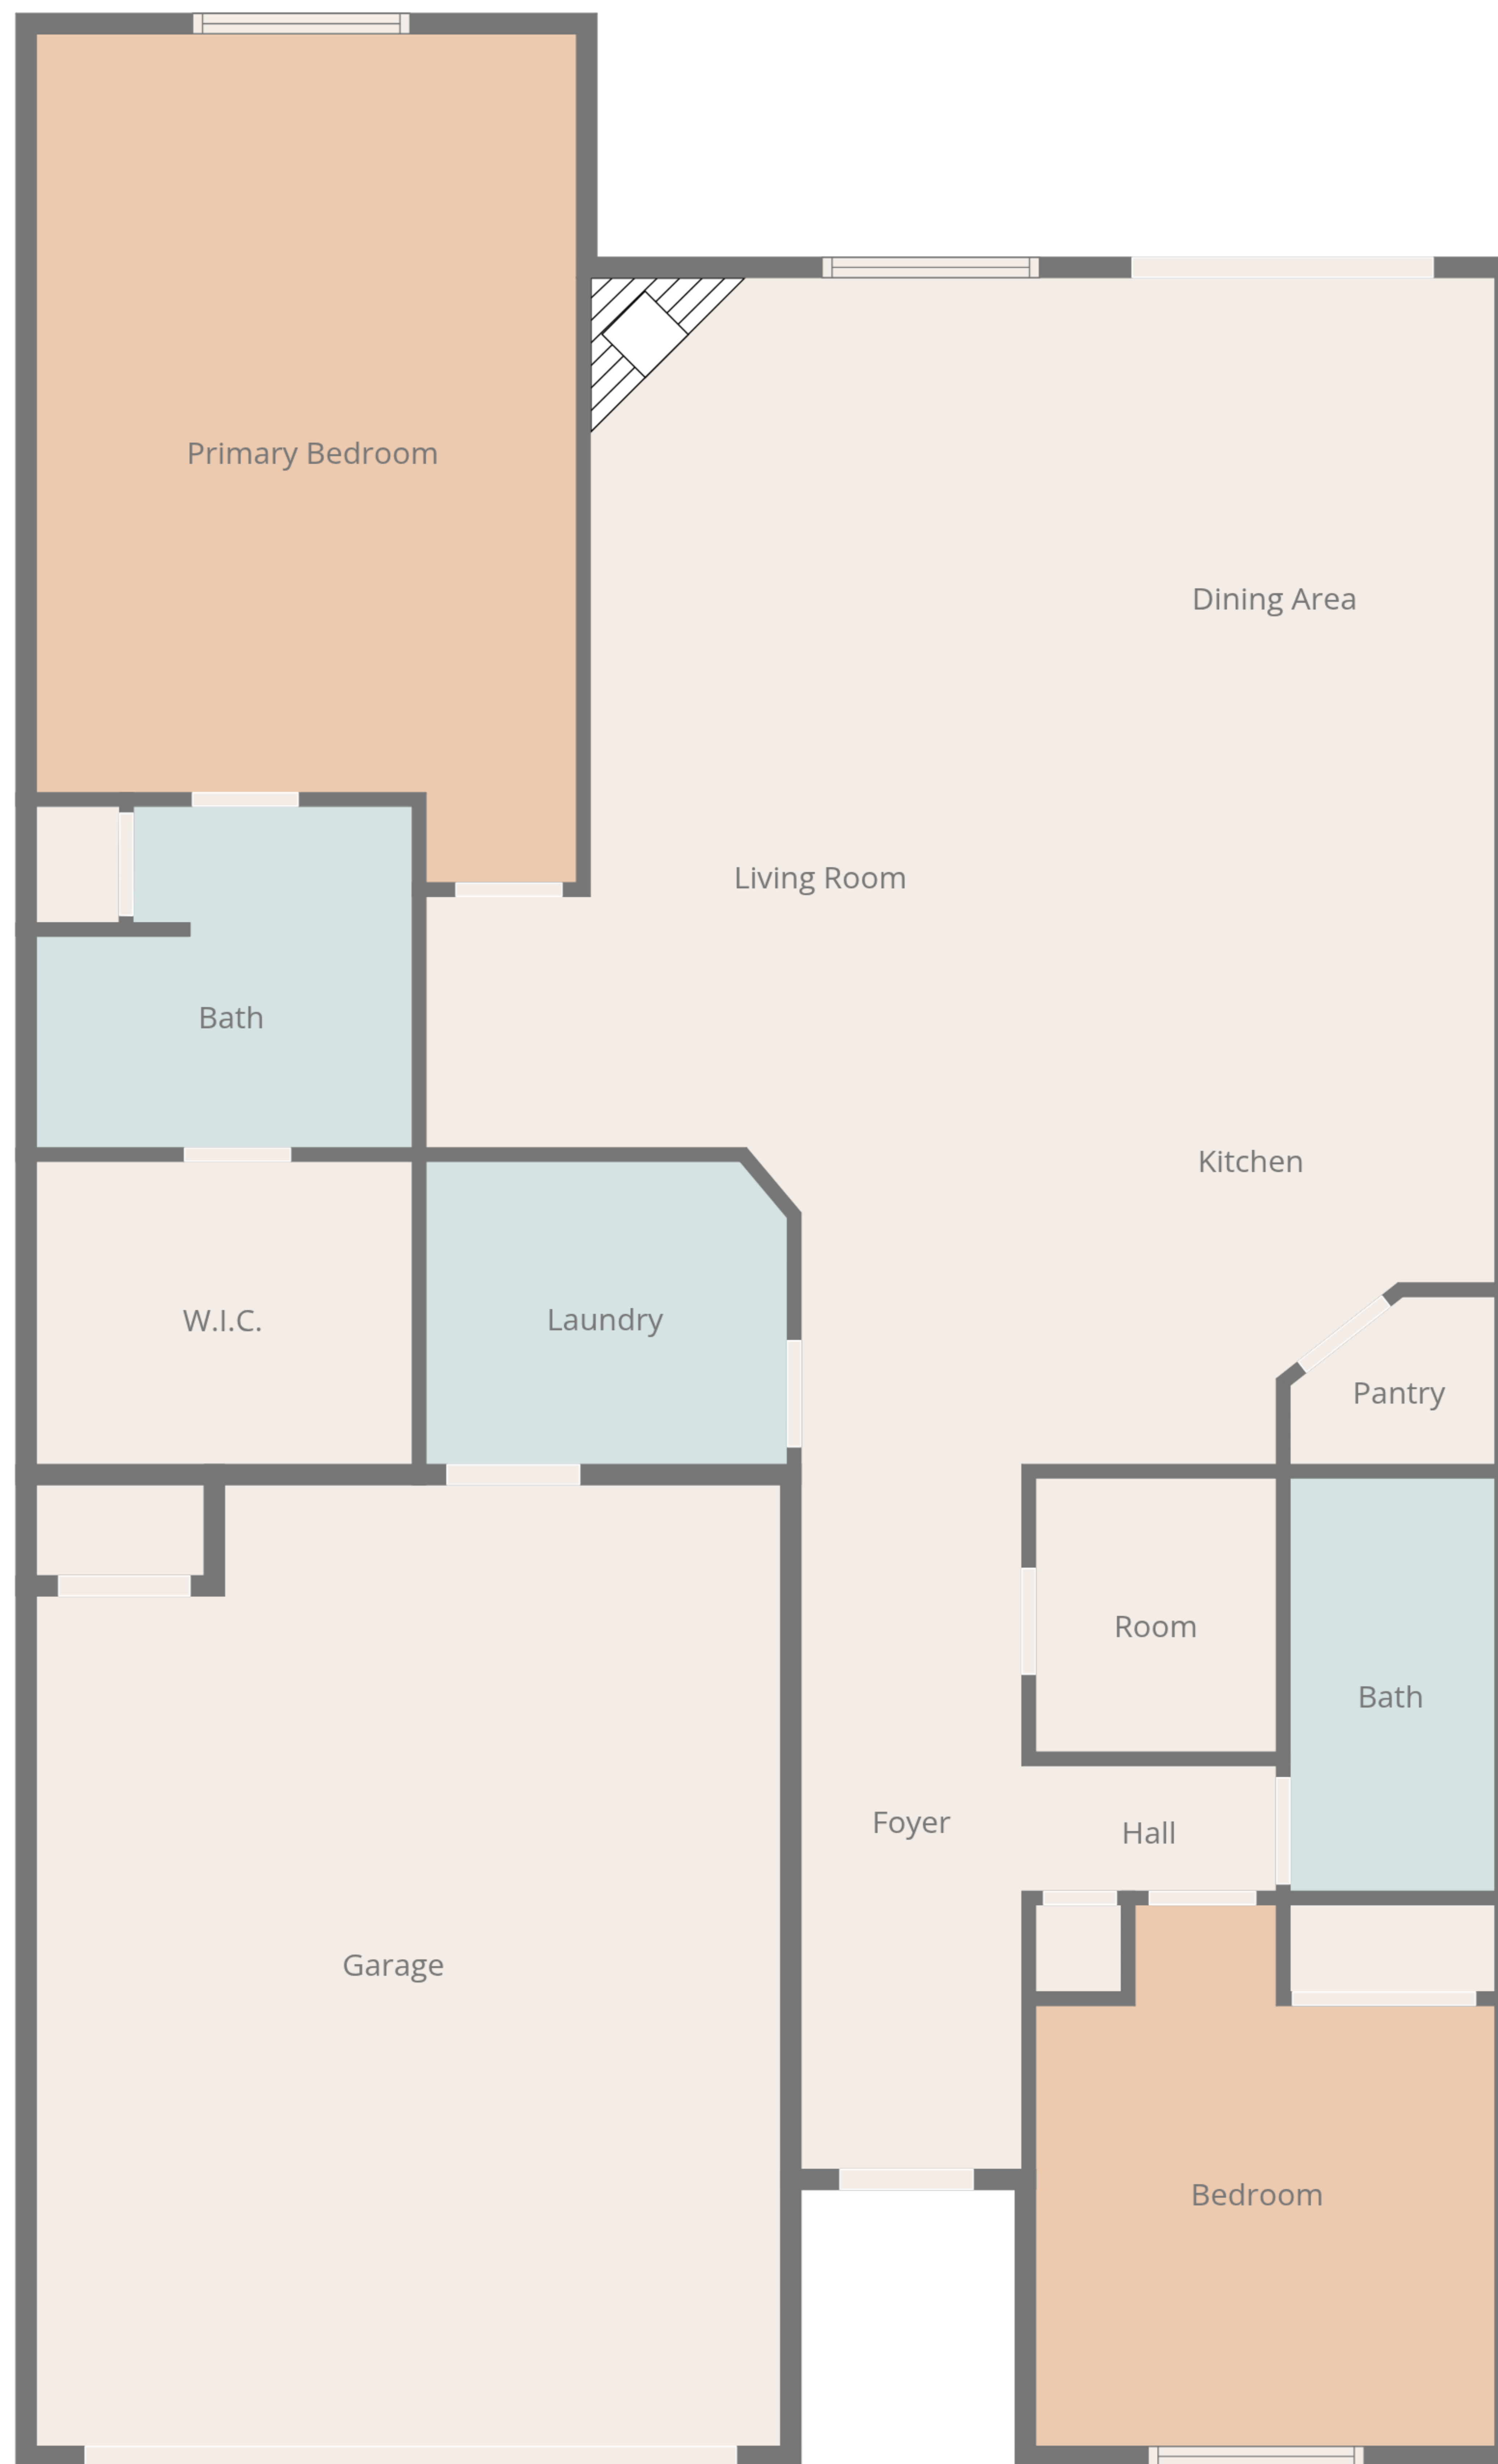 Primary Bedroom
Dining Area
Living Room
Bath
Kitchen
W.I.C.
Laundry
Pantry
Room
Bath
Foyer
Hall
Garage
Bedroom